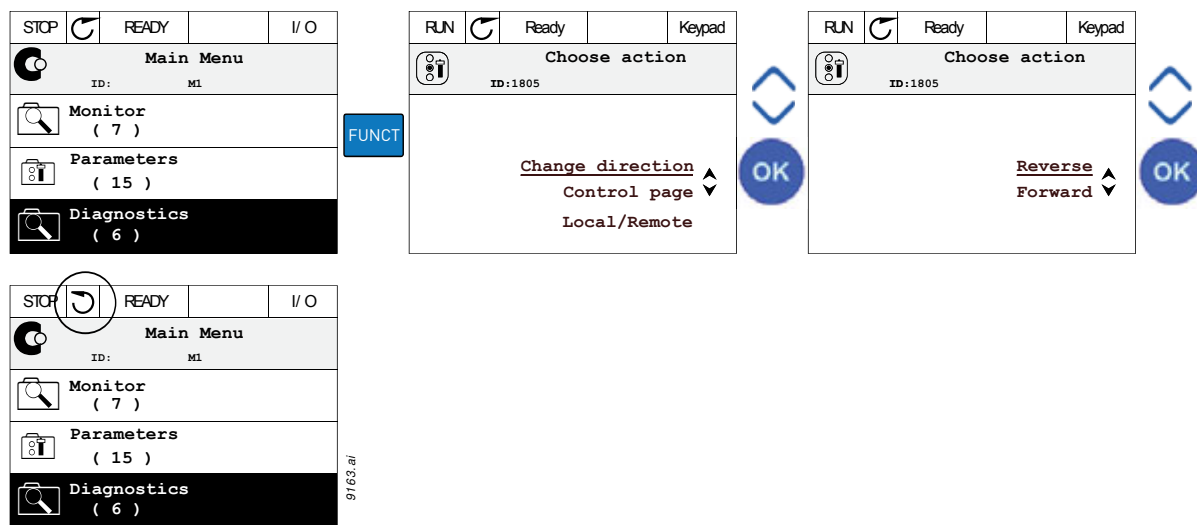 STOP READY I/ O
Main Menu
ID: M1
Monitor
( 7 )
Parameters
( 15 )
Diagnostics
( 6 )
FUNCT
RUN Ready Keypad
Choose action
ID:1805
Change direction
Control page
Local/Remote
OK
RUN Ready Keypad
Choose action
ID:1805
Reverse
Forward
OK
STOP READY I/ O
Main Menu
ID: M1
Monitor
( 7 )
Parameters
( 15 )
Diagnostics
( 6 )
9163.ai